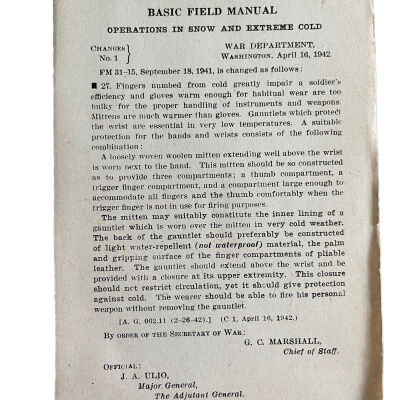 BASIC FIELD MANUAL
OPERATIONS IN SNOW AND EXTREME COLD
CHANGES } WAR DEPARTMENT,
No. 1 } WASHINGTON, April 16, 1942.
FM 31–15, September 18, 1941, is changed as follows:
■ 27. Fingers numbed from cold greatly impair a soldier's
efficiency and gloves warm enough for habitual wear are too
bulky for the proper handling of instruments and weapons.
Mittens are much warmer than gloves. Gauntlets which protect
the wrist are essential in very low temperatures. A suitable
protection for the hands and wrists consists of the following
combination:
A loosely woven woolen mitten extending well above the wrist
is worn next to the hand. This mitten should be so constructed
as to provide three compartments; a thumb compartment, a
trigger finger compartment, and a compartment large enough to
accommodate all fingers and the thumb comfortably when the
trigger finger is not in use for firing purposes.
The mitten may suitably constitute the inner lining of a
gauntlet which is worn over the mitten in very cold weather.
The back of the gauntlet should preferably be constructed
of light water-repellent (not waterproof) material, the palm
and gripping surface of the finger compartments of pliable
leather. The gauntlet should extend above the wrist and be
provided with a closure at its upper extremity. This closure
should not restrict circulation, yet it should give protection
against cold. The wearer should be able to fire his personal
weapon without removing the gauntlet.
[A. G. 062.11 (2–26–42).] (C 1, April 16, 1942.)
BY ORDER OF THE SECRETARY OF WAR:
G. C. MARSHALL,
Chief of Staff.
OFFICIAL:
J. A. ULIO,
Major General,
The Adjutant General.